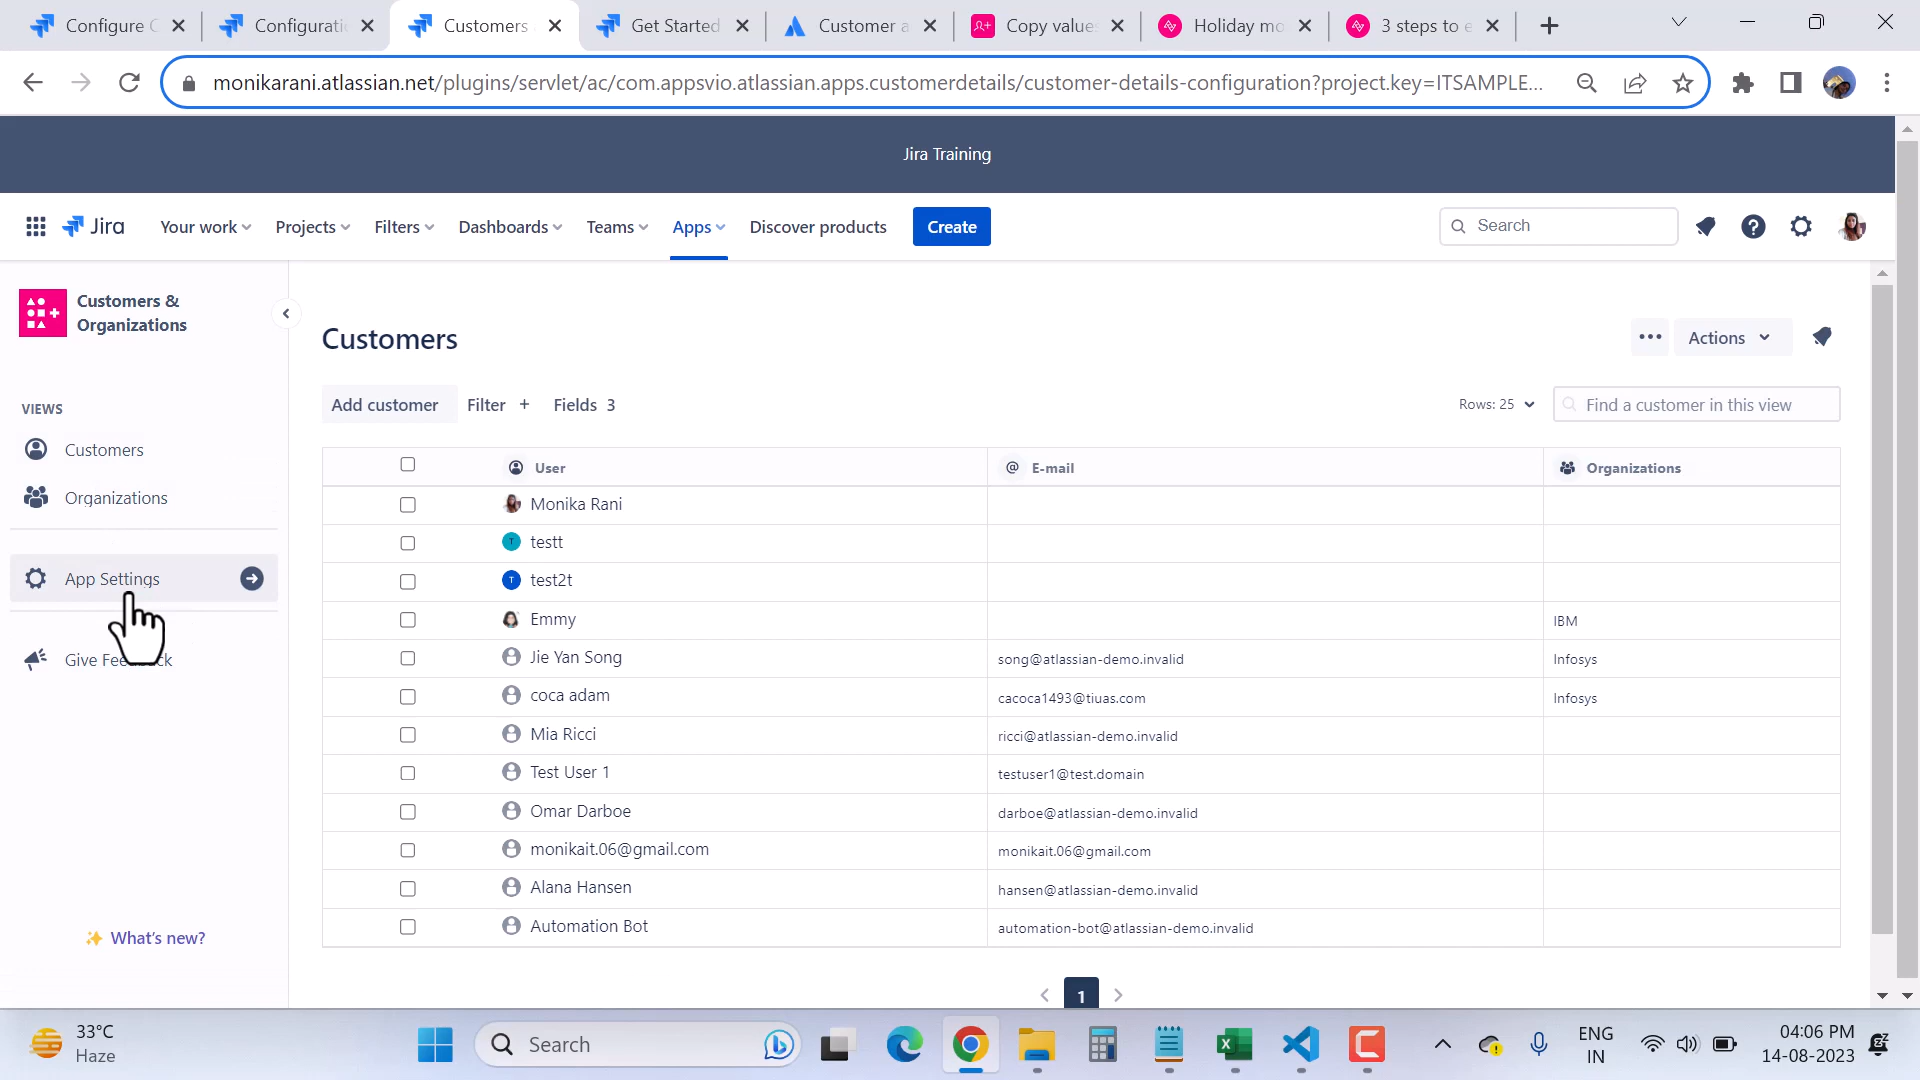 Configure C
Configuratio
Customers
Get Started
Customer a
Copy values
Holiday mo
3 steps to e
monikarani.atlassian.net/plugins/servlet/ac/com.appsvio.atlassian.apps.customerdetails/customer-details-configuration?project.key=ITSAMPLE...
Jira Training
Jira
Your work
Projects
Filters
Dashboards
Teams
Apps
Discover products
Create
Search
Customers &
Organizations
VIEWS
Customers
Organizations
App Settings
Give Feedback
What's new?
Customers
Actions
Add customer
Filter +
Fields 3
Rows: 25
Find a customer in this view
User
@ E-mail
Organizations
Monika Rani
T testt
T test2t
Emmy
IBM
Jie Yan Song
song@atlassian-demo.invalid
Infosys
coca adam
cacoca1493@tiuas.com
Infosys
Mia Ricci
ricci@atlassian-demo.invalid
Test User 1
testuser1@test.domain
Omar Darboe
darboe@atlassian-demo.invalid
monikait.06@gmail.com
monikait.06@gmail.com
Alana Hansen
hansen@atlassian-demo.invalid
Automation Bot
automation-bot@atlassian-demo.invalid
1
33°C
Haze
Search
ENG
IN
04:06 PM
14-08-2023